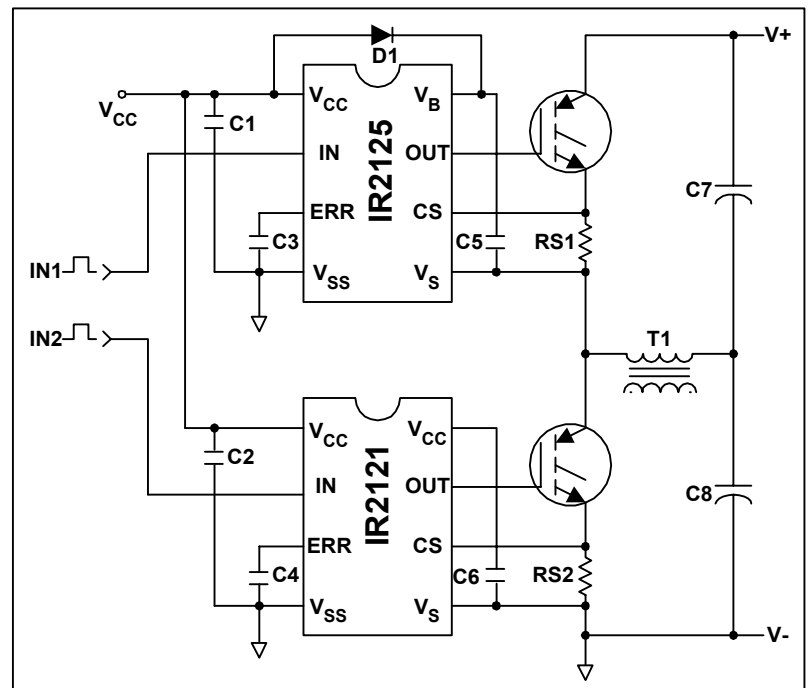 V+
D1
VCC
VCC
VB
C1
IN
OUT
IR2125
C7
ERR
CS
C3
C5
RS1
VSS
VS
IN1
IN2
T1
VCC
VCC
C2
IN
OUT
IR2121
C8
ERR
CS
C4
C6
RS2
VSS
VS
V-